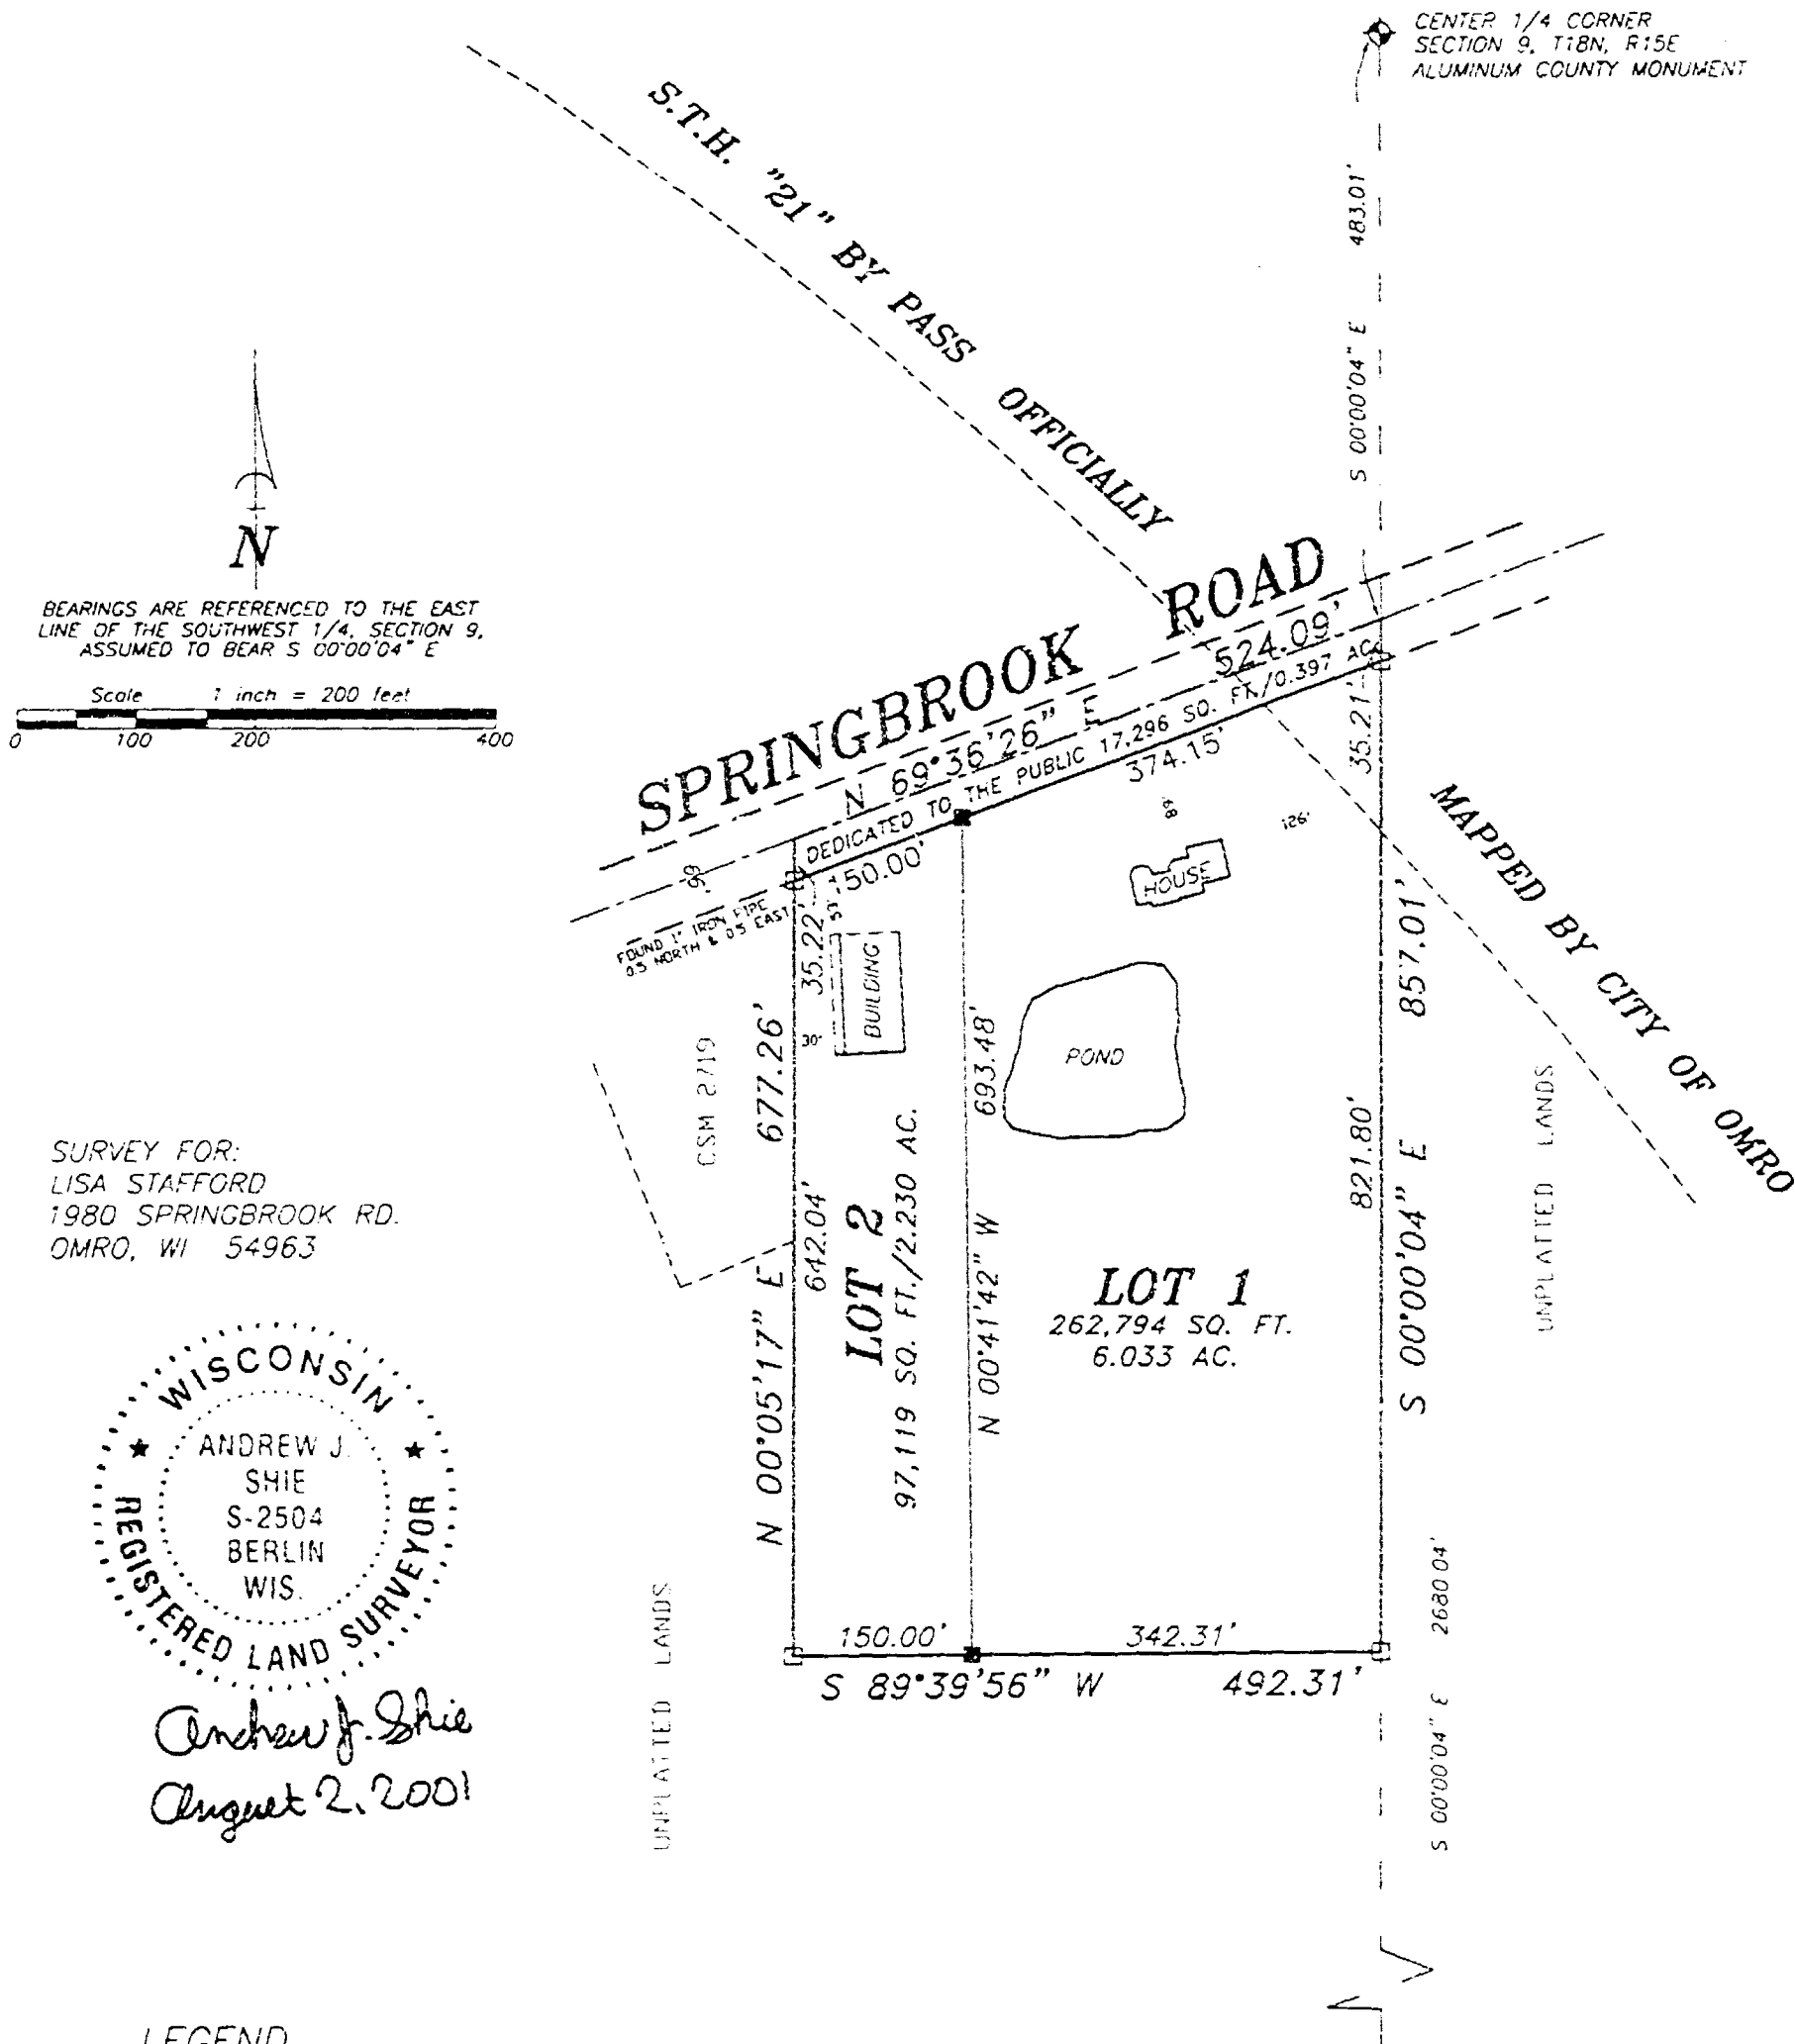 CENTER 1/4 CORNER
SECTION 9, T18N, R15E
ALUMINUM COUNTY MONUMENT
S.T.H. "21" BY PASS OFFICIALLY
MAPPED BY CITY OF OMRO
S 00°00'04" E 483.01'
N
BEARINGS ARE REFERENCED TO THE EAST
LINE OF THE SOUTHWEST 1/4, SECTION 9,
ASSUMED TO BEAR S 00°00'04" E
Scale 1 inch = 200 feet
0 100 200 400
SPRINGBROOK ROAD
N 69°36'26" E 524.09'
DEDICATED TO THE PUBLIC 17,296 SQ. FT./0.397 AC.
150.00'
374.15'
35.21'
66'
FOUND 1" IRON PIPE
0.5 NORTH & 0.5 EAST
35.22'
30'
BUILDING
HOUSE
126'
POND
CSM 2719
N 00°05'17" E 677.26'
642.04'
LOT 2
97,119 SQ. FT./2.230 AC.
N 00°41'42" W 693.48'
LOT 1
262,794 SQ. FT.
6.033 AC.
821.80'
S 00°00'04" E 857.01'
UNPLATTED LANDS
SURVEY FOR:
LISA STAFFORD
1980 SPRINGBROOK RD.
OMRO, WI 54963
WISCONSIN
ANDREW J.
SHIE
S-2504
BERLIN
WIS.
REGISTERED LAND SURVEYOR
Andrew J. Shie
August 2, 2001
UNPLATTED LANDS
150.00'
342.31'
S 89°39'56" W 492.31'
S 00°00'04" E 2680.04'
LEGEND